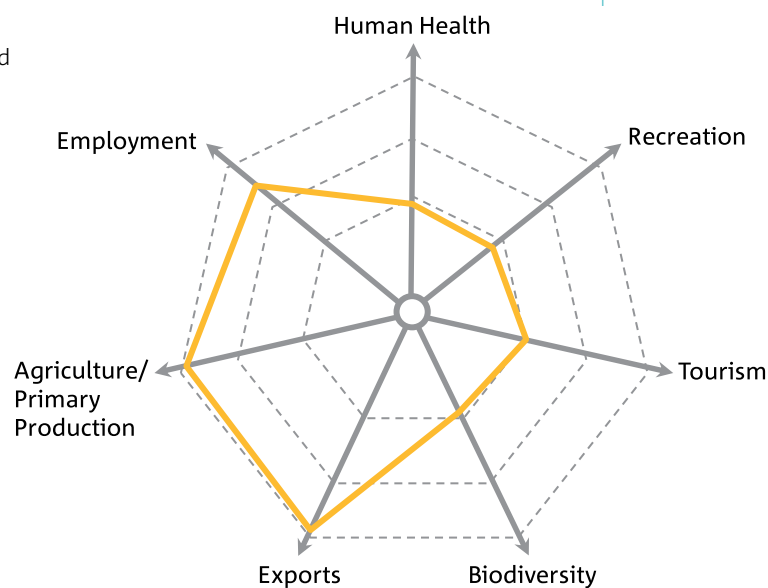 Human Health
d
Employment
Recreation
Agriculture/
Primary
Production
Tourism
Exports
Biodiversity